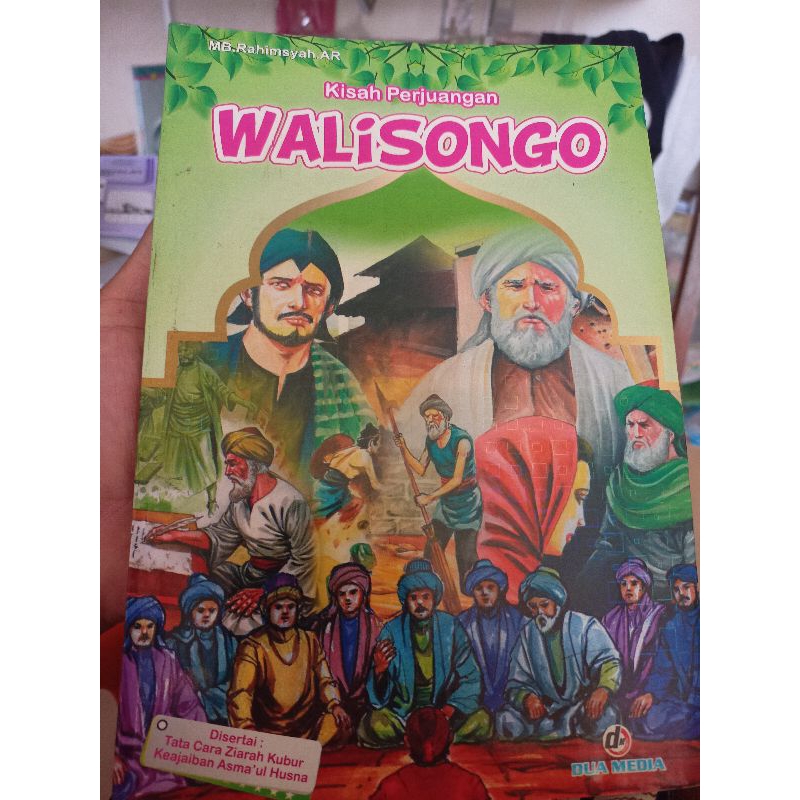 MB.Rahimsyah.AR
Kisah Perjuangan
WALiSONGO
Disertai :
Tata Cara Ziarah Kubur
Keajaiban Asma'ul Husna
d
DUA MEDIA